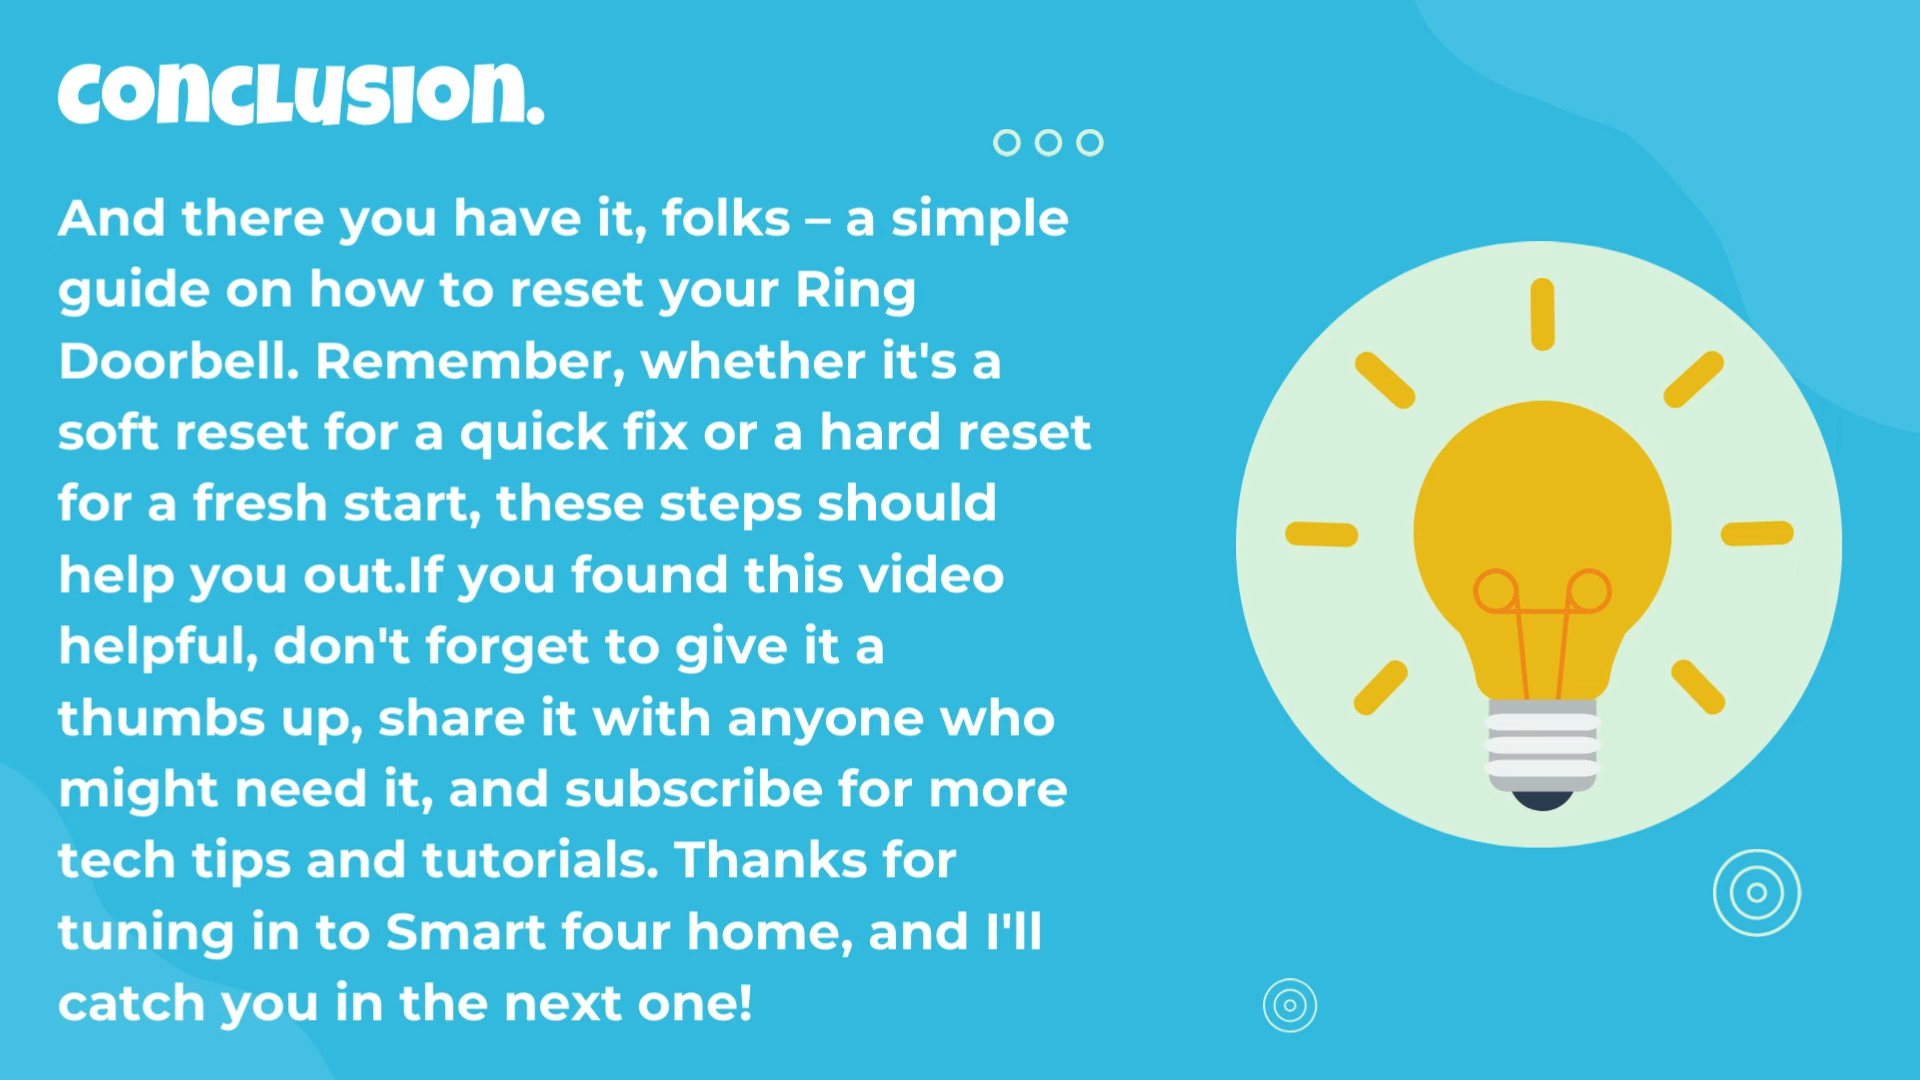 CONCLUSION.
And there you have it, folks – a simple
guide on how to reset your Ring
Doorbell. Remember, whether it's a
soft reset for a quick fix or a hard reset
for a fresh start, these steps should
help you out.If you found this video
helpful, don't forget to give it a
thumbs up, share it with anyone who
might need it, and subscribe for more
tech tips and tutorials. Thanks for
tuning in to Smart four home, and I'll
catch you in the next one!